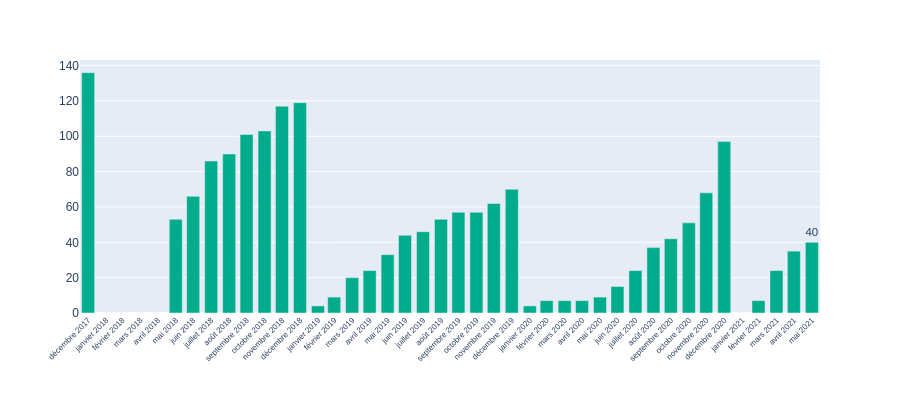 140
120
100
80
60
40
20
0
40
décembre 2017
janvier 2018
février 2018
mars 2018
avril 2018
mai 2018
juin 2018
juillet 2018
août 2018
septembre 2018
octobre 2018
novembre 2018
décembre 2018
janvier 2019
février 2019
mars 2019
avril 2019
mai 2019
juin 2019
juillet 2019
août 2019
septembre 2019
octobre 2019
novembre 2019
décembre 2019
janvier 2020
février 2020
mars 2020
avril 2020
mai 2020
juin 2020
juillet 2020
août 2020
septembre 2020
octobre 2020
novembre 2020
décembre 2020
janvier 2021
février 2021
mars 2021
avril 2021
mai 2021